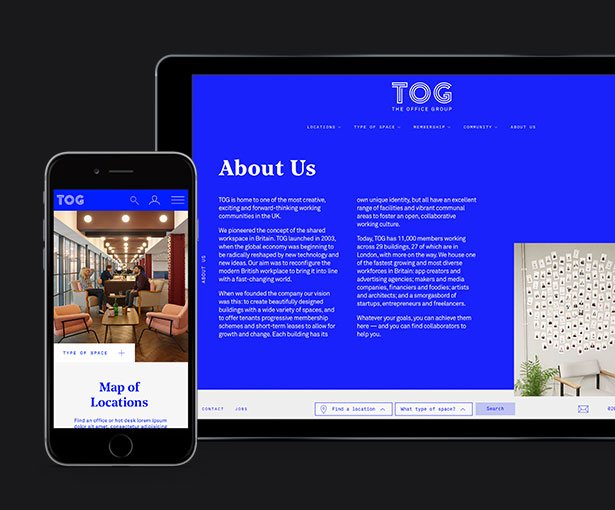 TOG
THE OFFICE GROUP
LOCATIONS
TYPE OF SPACE
MEMBERSHIP
COMMUNITY
ABOUT US
About Us
TOG is home to one of the most creative,
exciting and forward-thinking working
communities in the UK.
We pioneered the concept of the shared
workspace in Britain. TOG launched in 2003,
when the global economy was beginning to
be radically reshaped by new technology and
new ideas. Our aim was to reconfigure the
modern British workplace to bring it into line
with a fast-changing world.
When we founded the company our vision
was this: to create beautifully designed
buildings with a wide variety of spaces, and
to offer tenants progressive membership
schemes and short-term leases to allow for
growth and change. Each building has its
own unique identity, but all have an excellent
range of facilities and vibrant communal
areas to foster an open, collaborative
working culture.
Today, TOG has 11,000 members working
across 29 buildings, 27 of which are in
London, with more on the way. We house one
of the fastest growing and most diverse
workforces in Britain: app creators and
advertising agencies; makers and media
companies, financiers and foodies; artists
and architects; and a smorgasbord of
startups, entrepreneurs and freelancers.
Whatever your goals, you can achieve them
here — and you can find collaborators to
help you.
ABOUT US
CONTACT
JOBS
Find a location
What type of space?
Search
020
TOG
TYPE OF SPACE +
Map of
Locations
Find an office or hot desk lorem ipsum
dolor sit amet, consectetur adipiscing